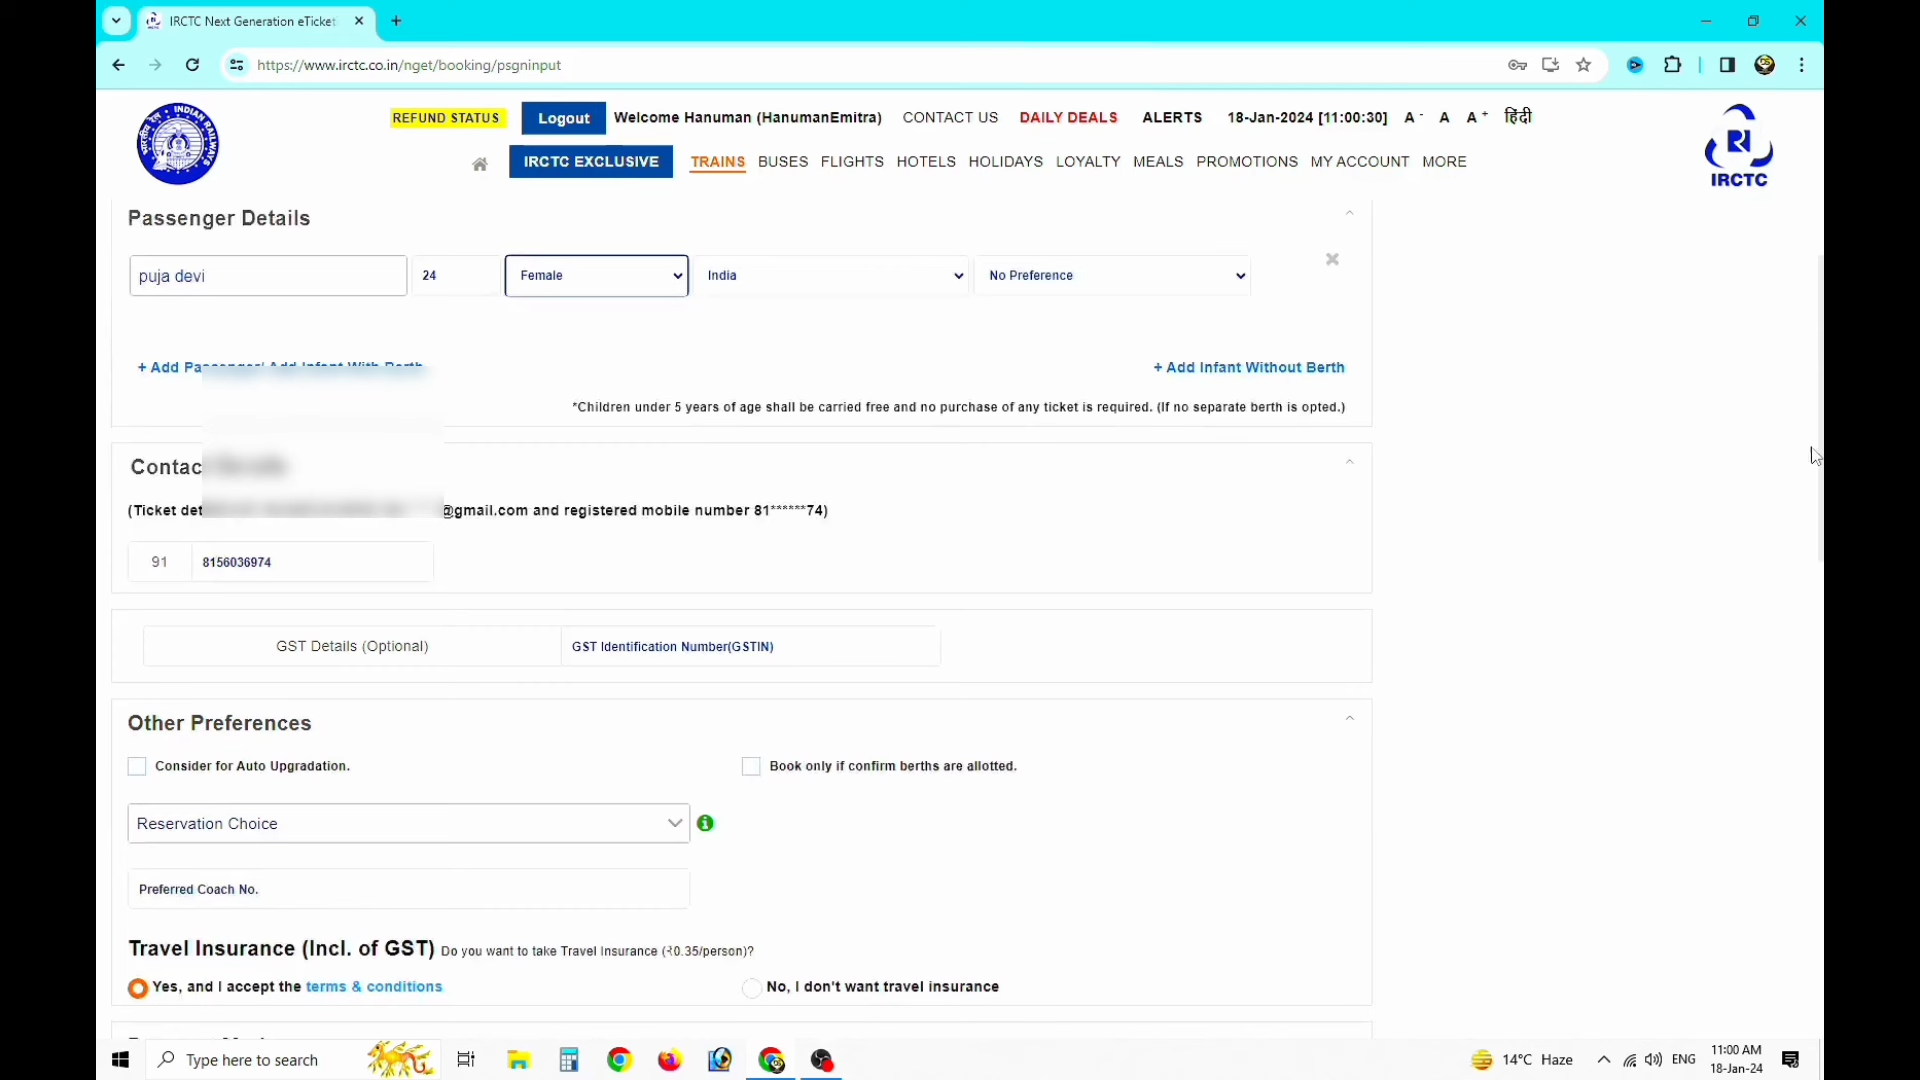 IRCTC Next Generation eTicket
https://www.irctc.co.in/nget/booking/psgninput
REFUND STATUS Logout Welcome Hanuman (HanumanEmitra) CONTACT US DAILY DEALS ALERTS 18-Jan-2024 [11:00:30] A - A A + हिंदी
INDIAN RAILWAYS
IRCTC EXCLUSIVE TRAINS BUSES FLIGHTS HOTELS HOLIDAYS LOYALTY MEALS PROMOTIONS MY ACCOUNT MORE
IRCTC
Passenger Details
puja devi 24 Female India No Preference
+ Add Passenger/ Add Infant With Berth + Add Infant Without Berth
*Children under 5 years of age shall be carried free and no purchase of any ticket is required. (If no separate berth is opted.)
Contac
(Ticket det @gmail.com and registered mobile number 81******74)
91 8156036974
GST Details (Optional) GST Identification Number(GSTIN)
Other Preferences
Consider for Auto Upgradation. Book only if confirm berths are allotted.
Reservation Choice
Preferred Coach No.
Travel Insurance (Incl. of GST) Do you want to take Travel Insurance (₹0.35/person)?
Yes, and I accept the terms & conditions No, I don't want travel insurance
Type here to search 14°C Haze ENG 11:00 AM
18-Jan-24